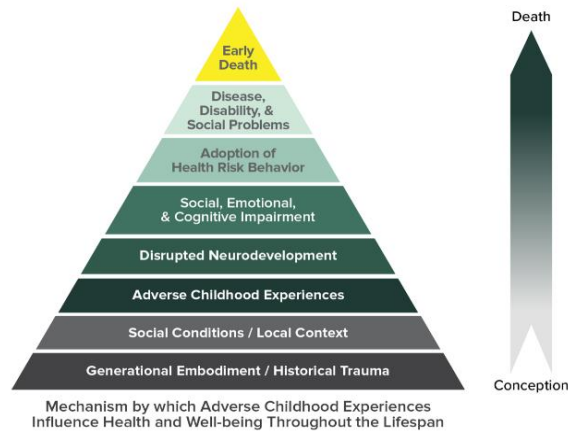 Death
Early
Death
Disease,
Disability, &
Social Problems
Adoption of
Health Risk Behavior
Social, Emotional,
& Cognitive Impairment
Disrupted Neurodevelopment
Adverse Childhood Experiences
Social Conditions / Local Context
Generational Embodiment / Historical Trauma
Conception
Mechanism by which Adverse Childhood Experiences
Influence Health and Well-being Throughout the Lifespan